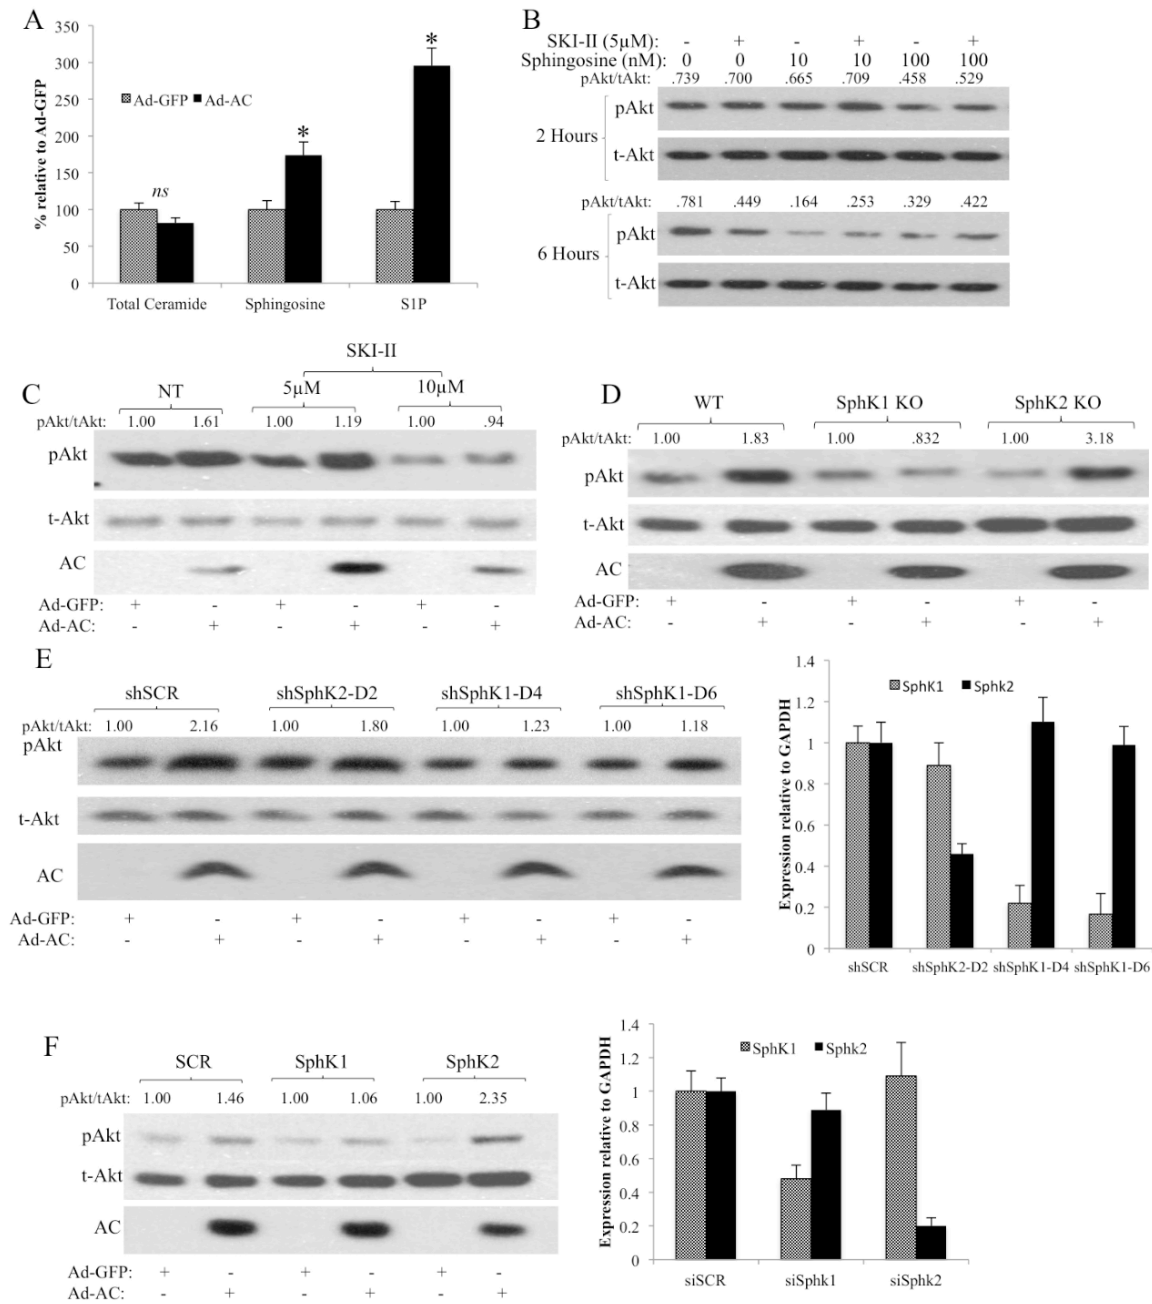 A
350
300
250
200
150
100
50
0
% relative to Ad-GFP
Ad-GFP Ad-AC
ns * *
Total Ceramide Sphingosine S1P
B
SKI-II (5µM): - + - + - +
Sphingosine (nM): 0 0 10 10 100 100
pAkt/tAkt: .739 .700 .665 .709 .458 .529
pAkt
2 Hours
t-Akt
pAkt/tAkt: .781 .449 .164 .253 .329 .422
pAkt
6 Hours
t-Akt
C
SKI-II
NT 5µM 10µM
pAkt/tAkt: 1.00 1.61 1.00 1.19 1.00 .94
pAkt
t-Akt
AC
Ad-GFP: + - + - + -
Ad-AC: - + - + - +
D
WT SphK1 KO SphK2 KO
pAkt/tAkt: 1.00 1.83 1.00 .832 1.00 3.18
pAkt
t-Akt
AC
Ad-GFP: + - + - + -
Ad-AC: - + - + - +
E
shSCR shSphK2-D2 shSphK1-D4 shSphK1-D6
pAkt/tAkt: 1.00 2.16 1.00 1.80 1.00 1.23 1.00 1.18
pAkt
t-Akt
AC
Ad-GFP: + - + - + - + -
Ad-AC: - + - + - + - +
1.4
1.2
1
0.8
0.6
0.4
0.2
0
Expression relative to GAPDH
SphK1 Sphk2
shSCR shSphK2-D2 shSphK1-D4 shSphK1-D6
F
SCR SphK1 SphK2
pAkt/tAkt: 1.00 1.46 1.00 1.06 1.00 2.35
pAkt
t-Akt
AC
Ad-GFP: + - + - + -
Ad-AC: - + - + - +
1.4
1.2
1
0.8
0.6
0.4
0.2
0
Expression relative to GAPDH
SphK1 Sphk2
siSCR siSphk1 siSphk2